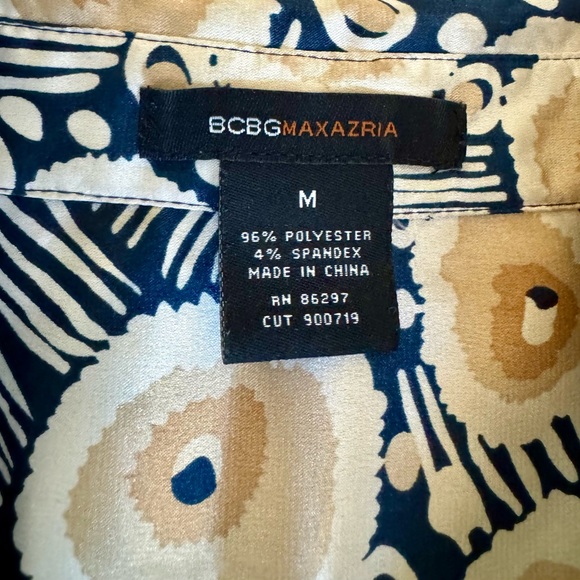 BCBGMAXAZRIA
M
96% POLYESTER
4% SPANDEX
MADE IN CHINA
RN 86297
CUT 900719